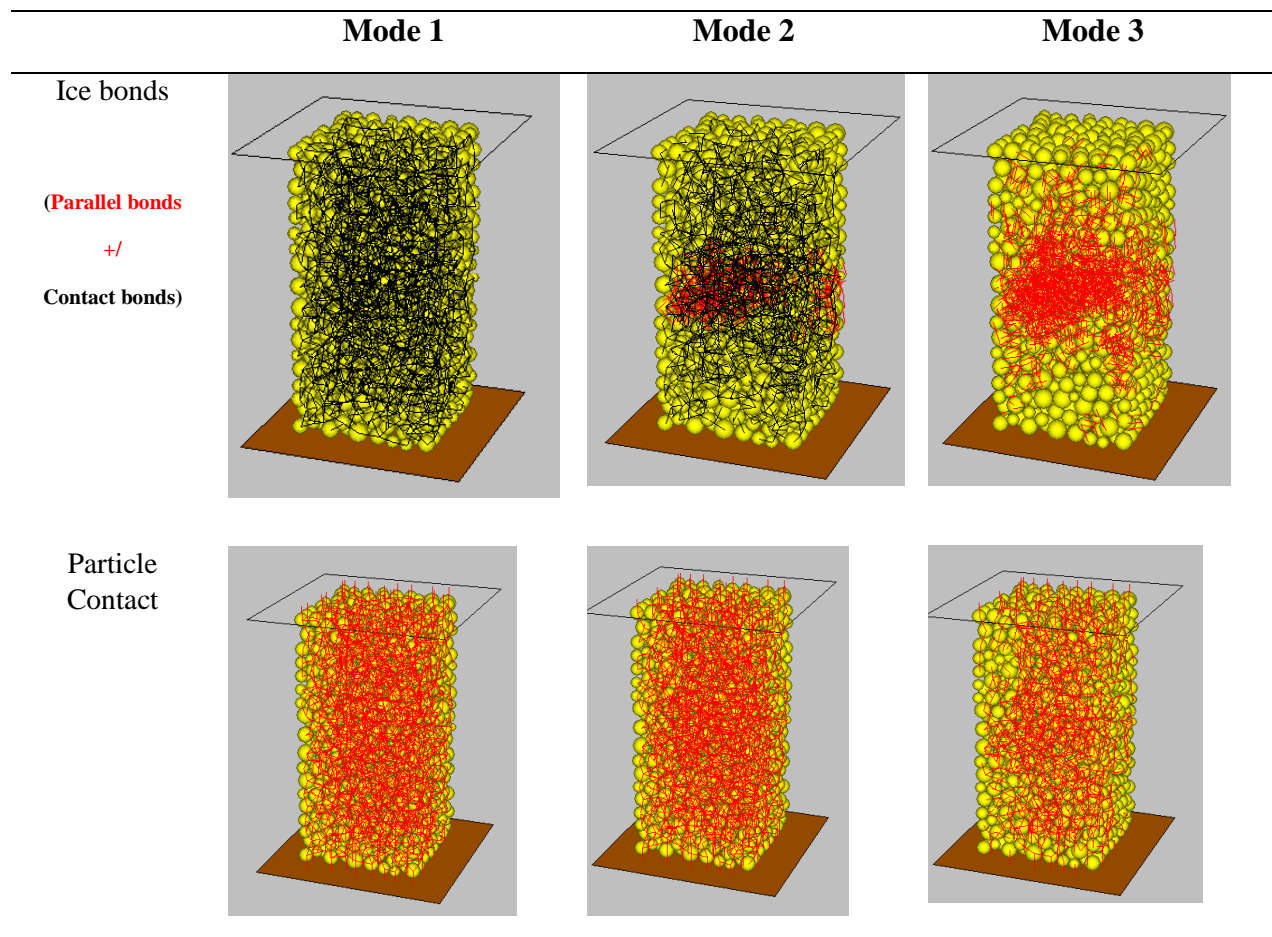 Mode 1 Mode 2 Mode 3
Ice bonds
(Parallel bonds
+/
Contact bonds)
Particle
Contact